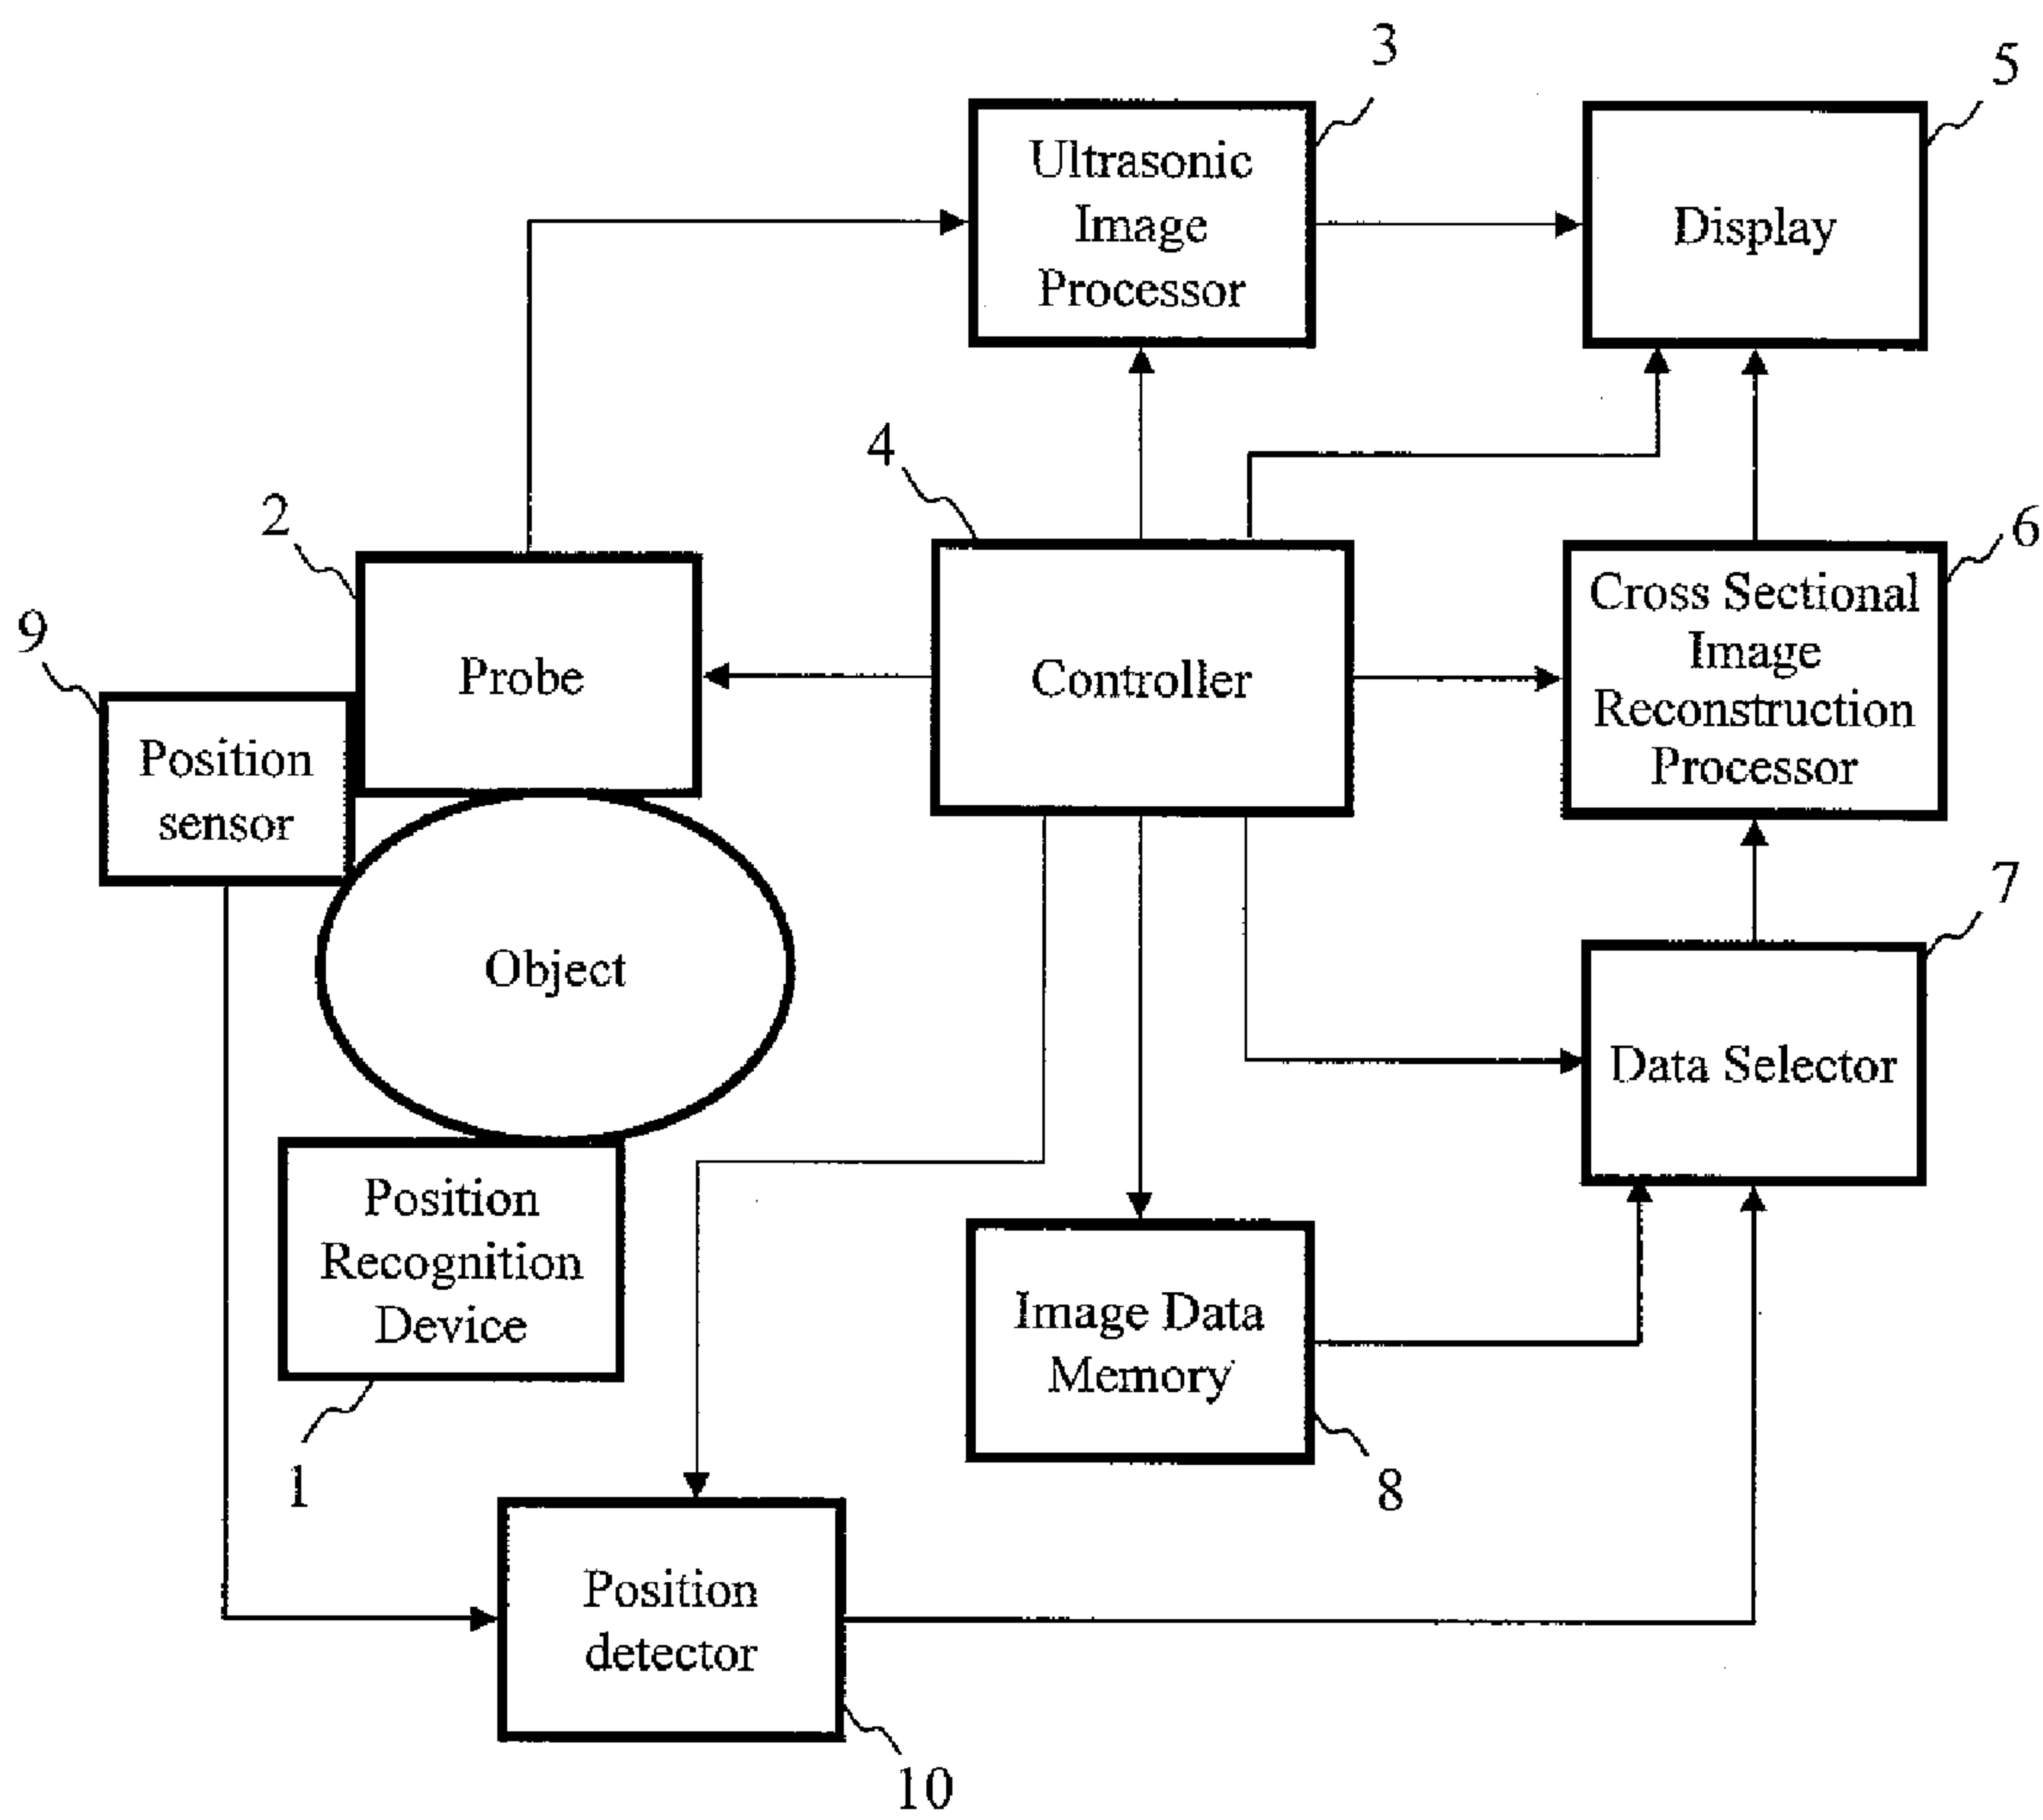 3
5
Ultrasonic
Image
Processor
Display
4
2
6
9
Probe
Controller
Cross Sectional
Image
Reconstruction
Processor
Position
sensor
7
Object
Data Selector
Position
Recognition
Device
Image Data
Memory
1
8
Position
detector
10